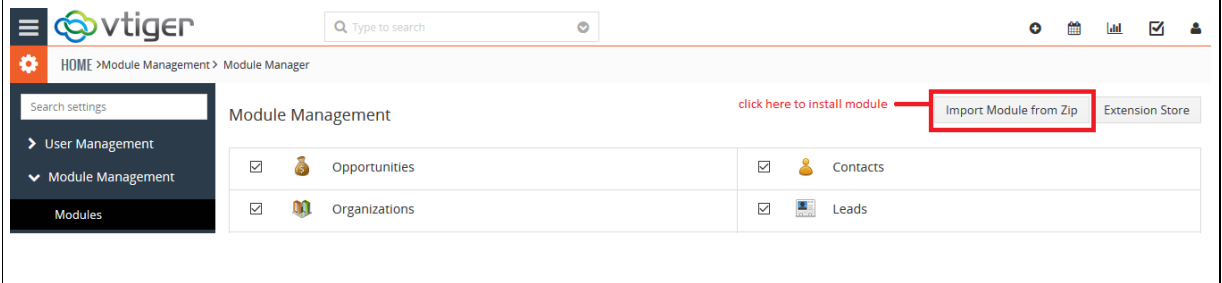 vtiger
Type to search
HOME >Module Management > Module Manager
Search settings
User Management
Module Management
Modules
Module Management
click here to install module
Import Module from Zip
Extension Store
Opportunities
Contacts
Organizations
Leads